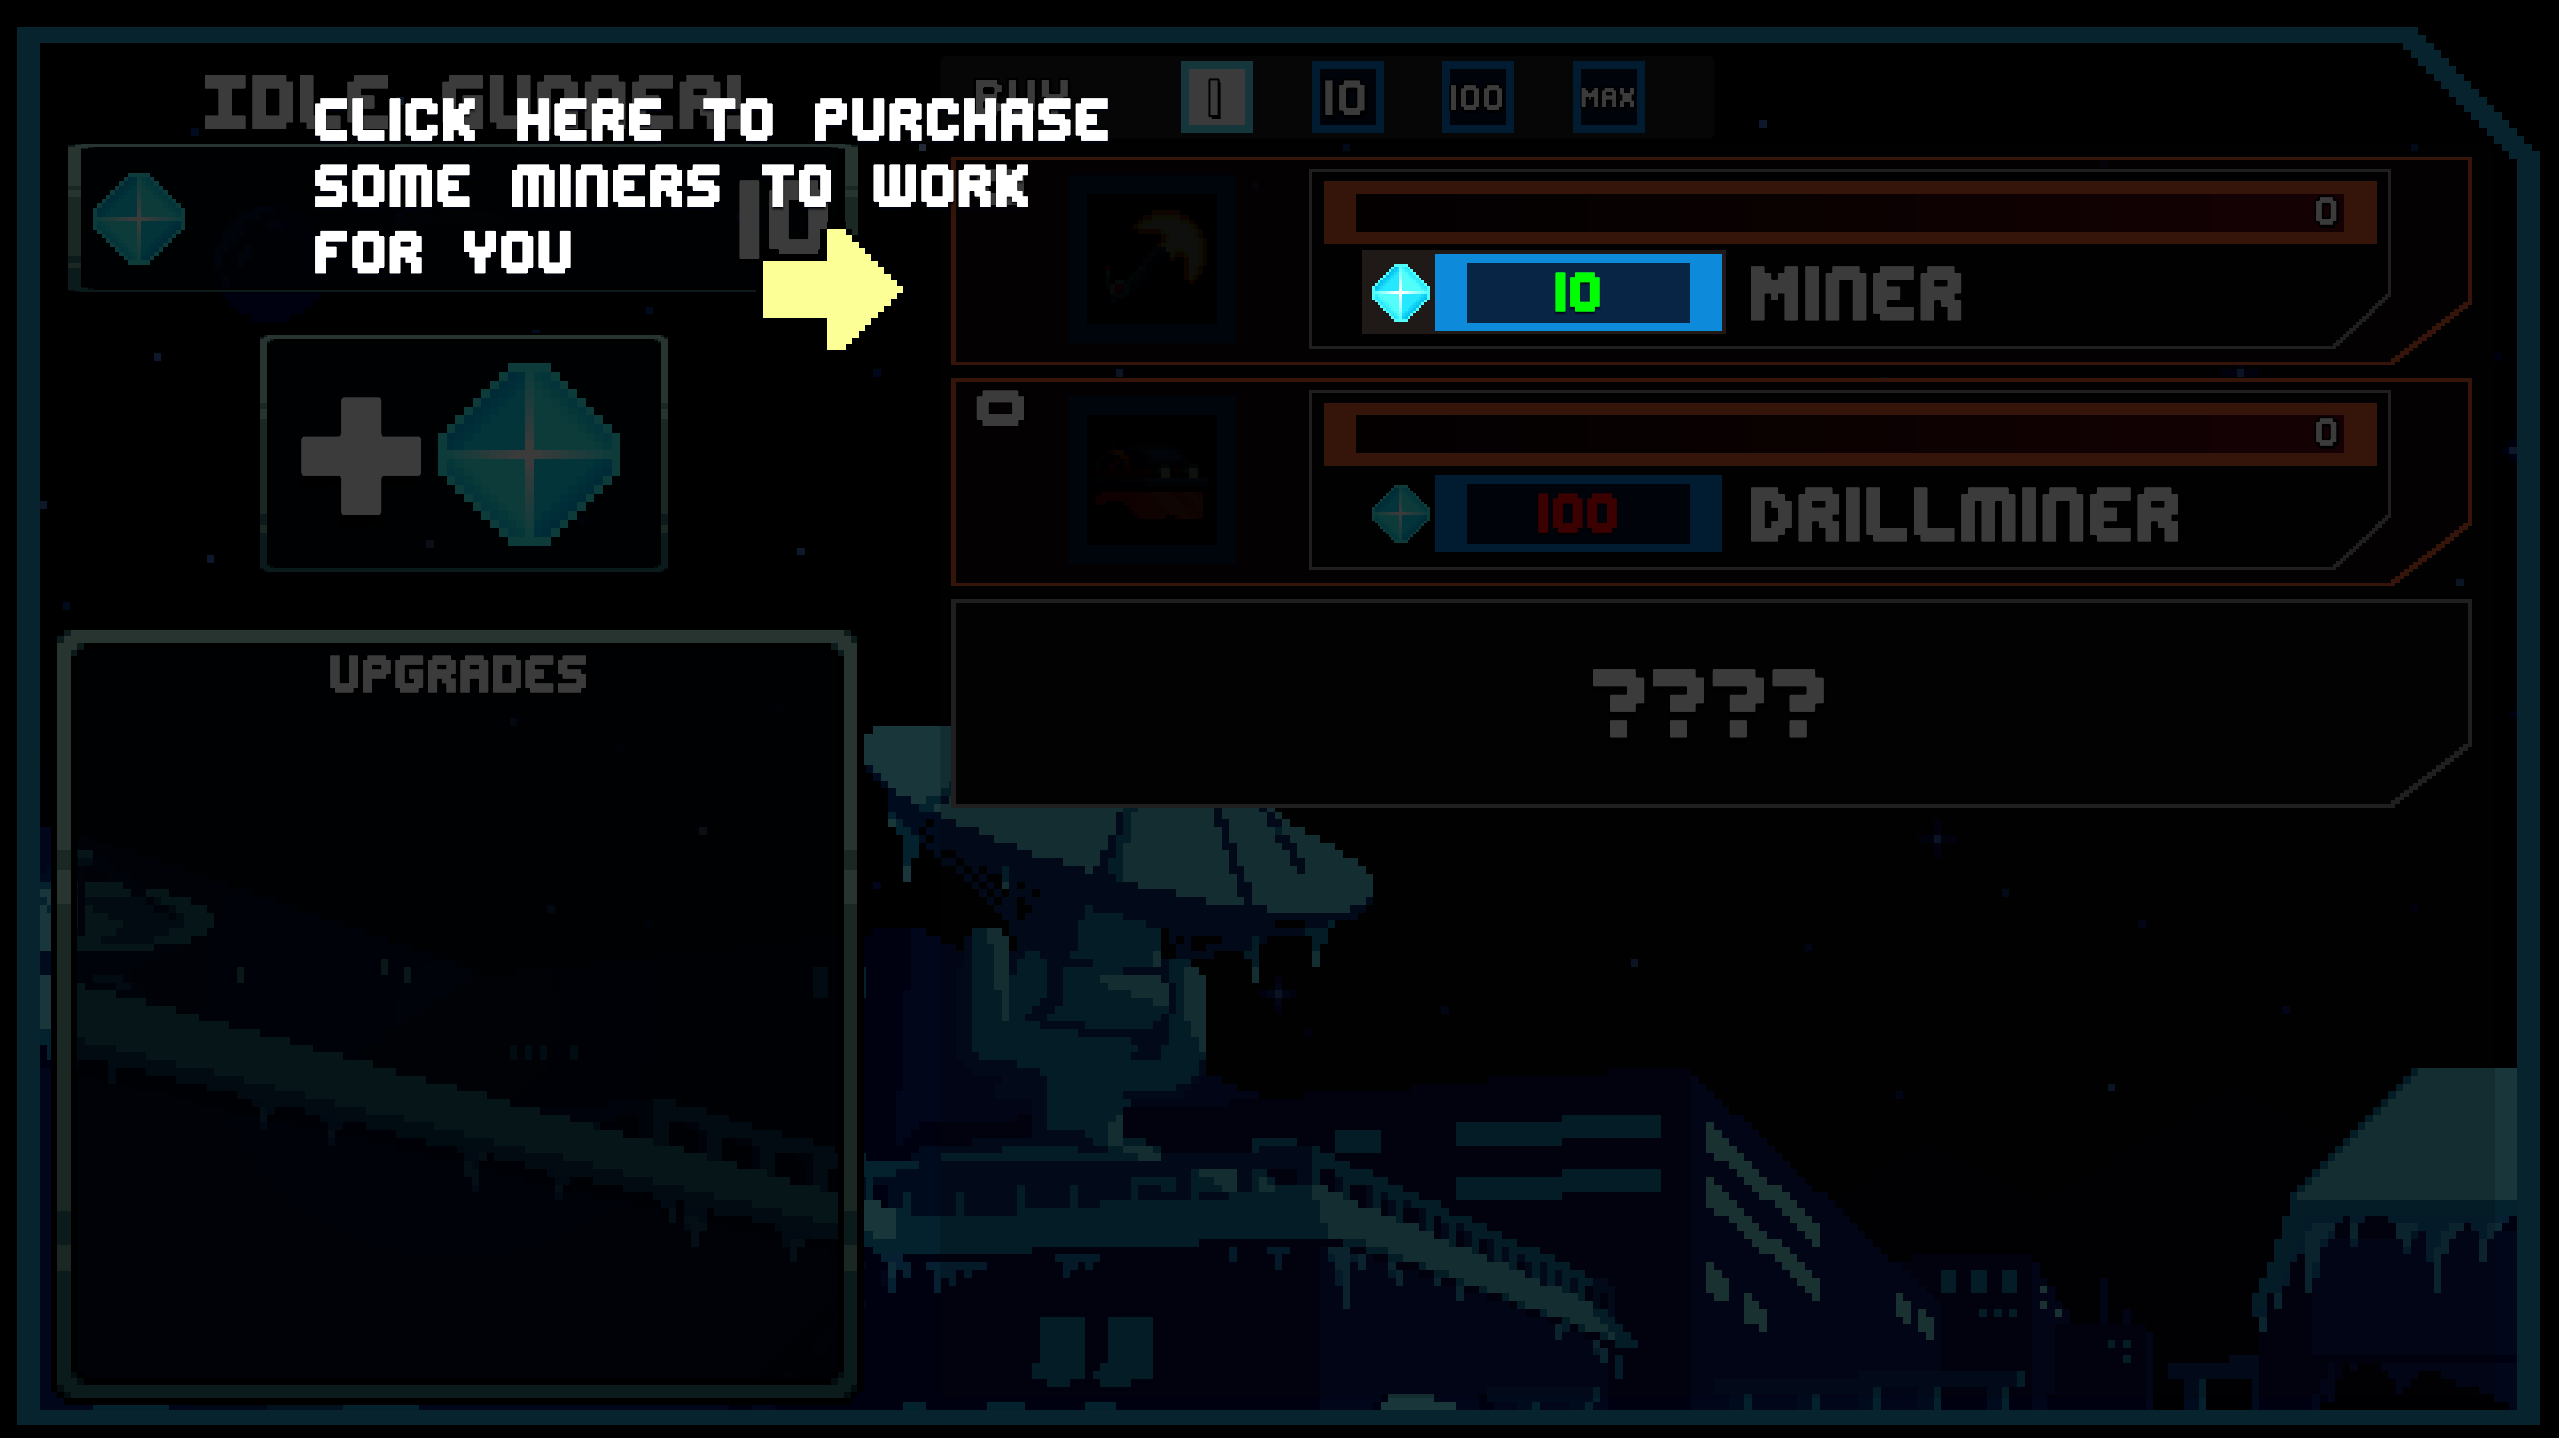 IDLE GUNNER!
BUY 1 10 100 MAX
CLICK HERE TO PURCHASE
SOME MINERS TO WORK
FOR YOU
10
0
10 MINER
0
0
100 DRILLMINER
UPGRADES
????